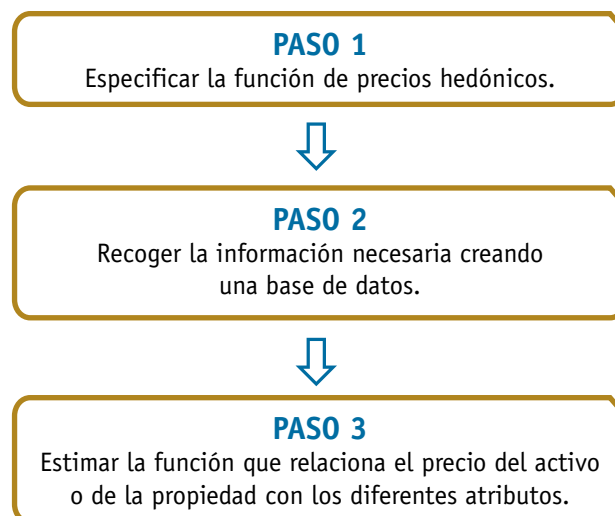 PASO 1
Especificar la función de precios hedónicos.
PASO 2
Recoger la información necesaria creando
una base de datos.
PASO 3
Estimar la función que relaciona el precio del activo
o de la propiedad con los diferentes atributos.